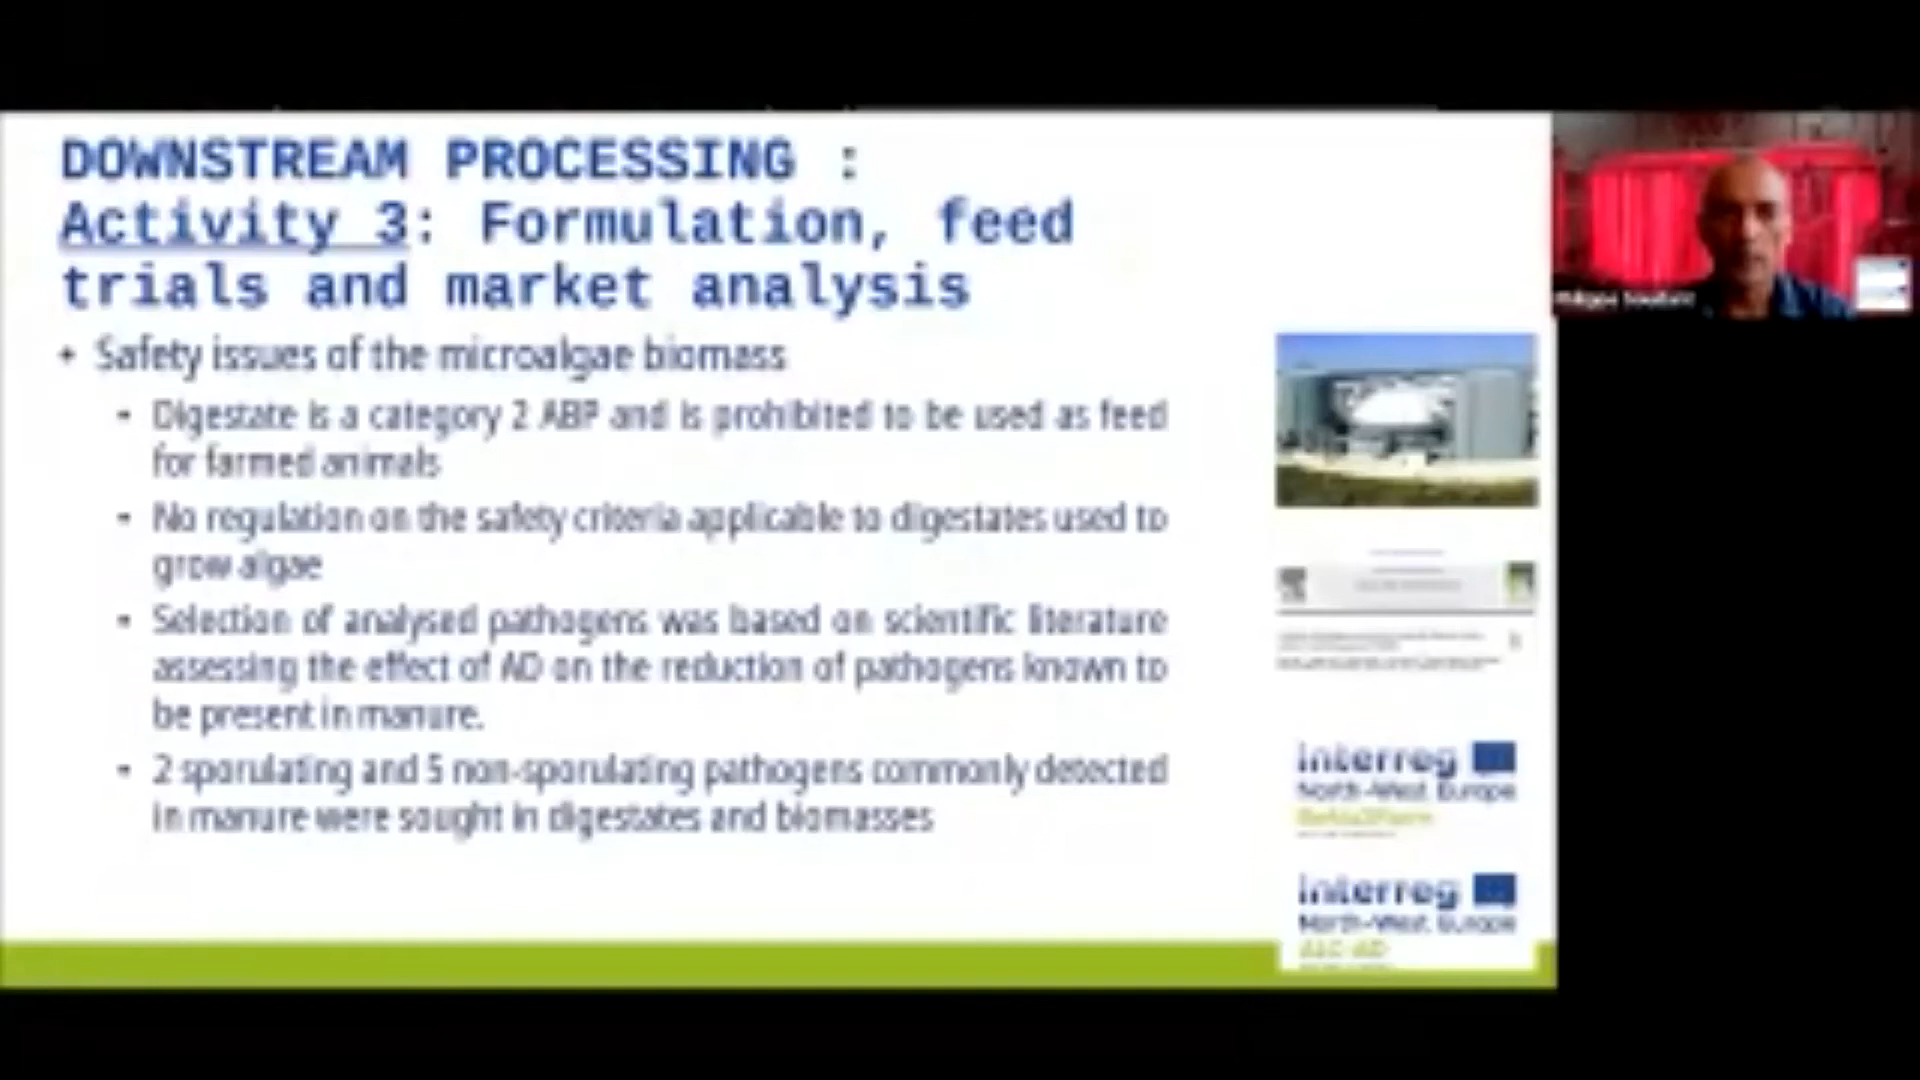 DOWNSTREAM PROCESSING :
Activity 3: Formulation, feed
trials and market analysis
• Safety issues of the microalgae biomass
• Digestate is a category 2 ABP and is prohibited to be used as feed
for farmed animals
• No regulation on the safety criteria applicable to digestates used to
grow algae
• Selection of analysed pathogens was based on scientific literature
assessing the effect of AD on the reduction of pathogens known to
be present in manure.
• 2 sporulating and 5 non-sporulating pathogens commonly detected
in manure were sought in digestates and biomasses
Interreg
North-West Europe
Interreg
North-West Europe
ALG-AD